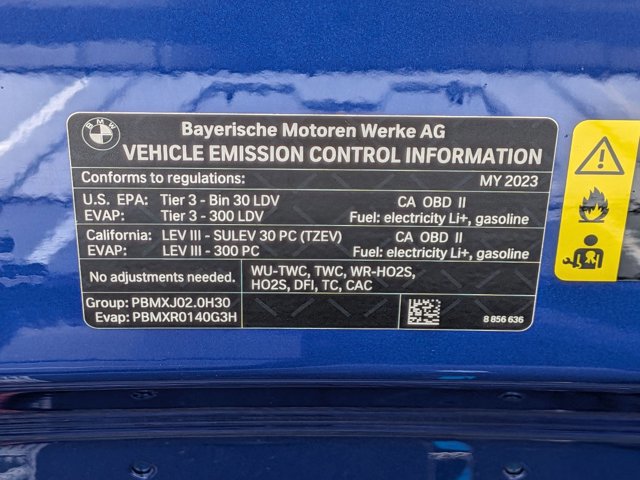 BMW
Bayerische Motoren Werke AG
VEHICLE EMISSION CONTROL INFORMATION
Conforms to regulations: MY 2023
U.S. EPA: Tier 3 - Bin 30 LDV CA OBD II
EVAP: Tier 3 - 300 LDV Fuel: electricity Li+, gasoline
California: LEV III - SULEV 30 PC (TZEV) CA OBD II
EVAP: LEV III - 300 PC Fuel: electricity Li+, gasoline
No adjustments needed. WU-TWC, TWC, WR-HO2S,
HO2S, DFI, TC, CAC
Group: PBMXJ02.0H30
Evap: PBMXR0140G3H
8 856 636